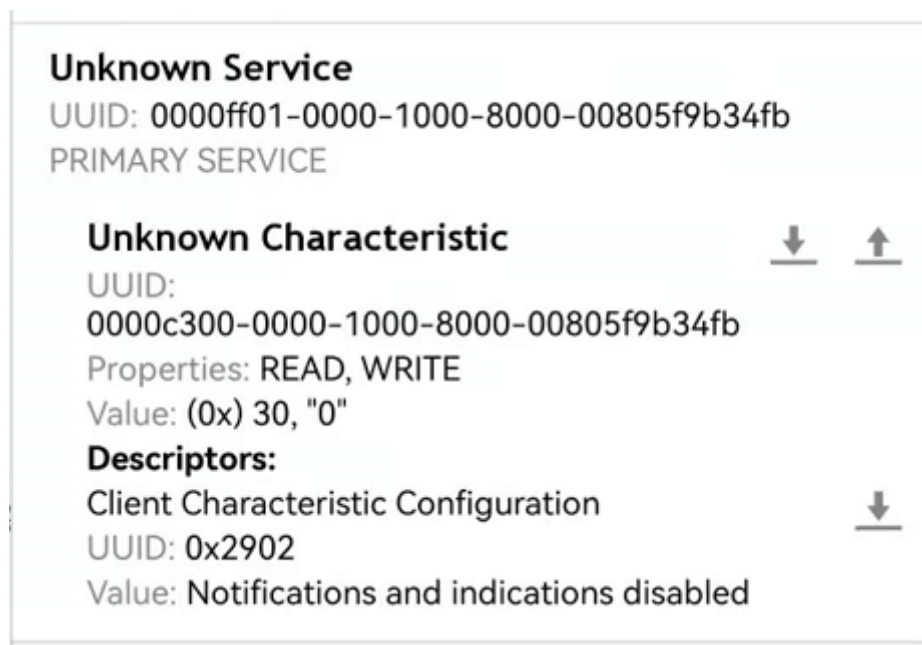 Unknown Service
UUID: 0000ff01-0000-1000-8000-00805f9b34fb
PRIMARY SERVICE
Unknown Characteristic
UUID:
0000c300-0000-1000-8000-00805f9b34fb
Properties: READ, WRITE
Value: (0x) 30, "0"
Descriptors:
Client Characteristic Configuration
UUID: 0x2902
Value: Notifications and indications disabled